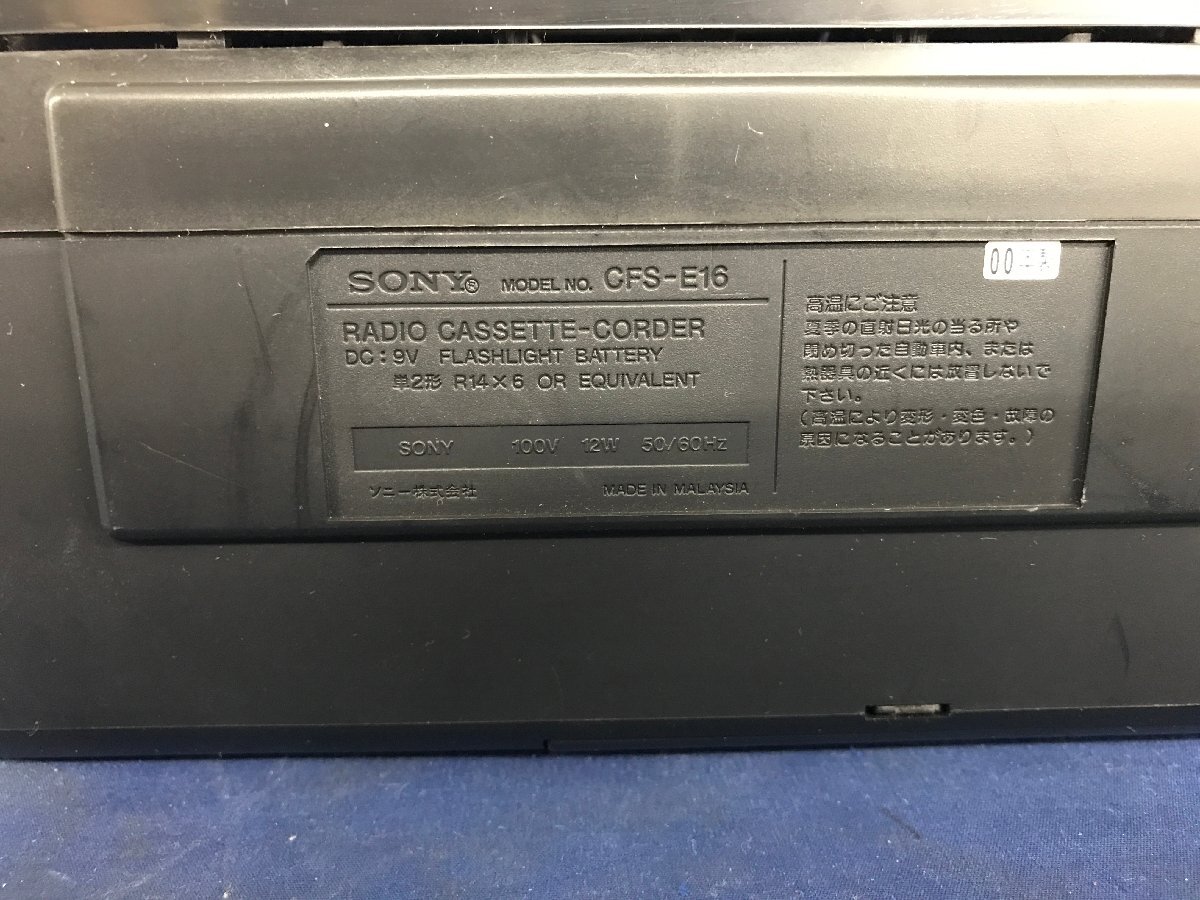 SONY® MODEL NO. CFS-E16
RADIO CASSETTE-CORDER
DC: 9V FLASHLIGHT BATTERY
単2形 R14×6 OR EQUIVALENT
SONY 100V 12W 50/60Hz
ソニー株式会社 MADE IN MALAYSIA
00年製
高温にご注意
夏季の直射日光の当る所や
閉め切った自動車内、または
熱器具の近くには放置しないで
下さい。
(高温により変形・変色・故障の
原因になることがあります。)